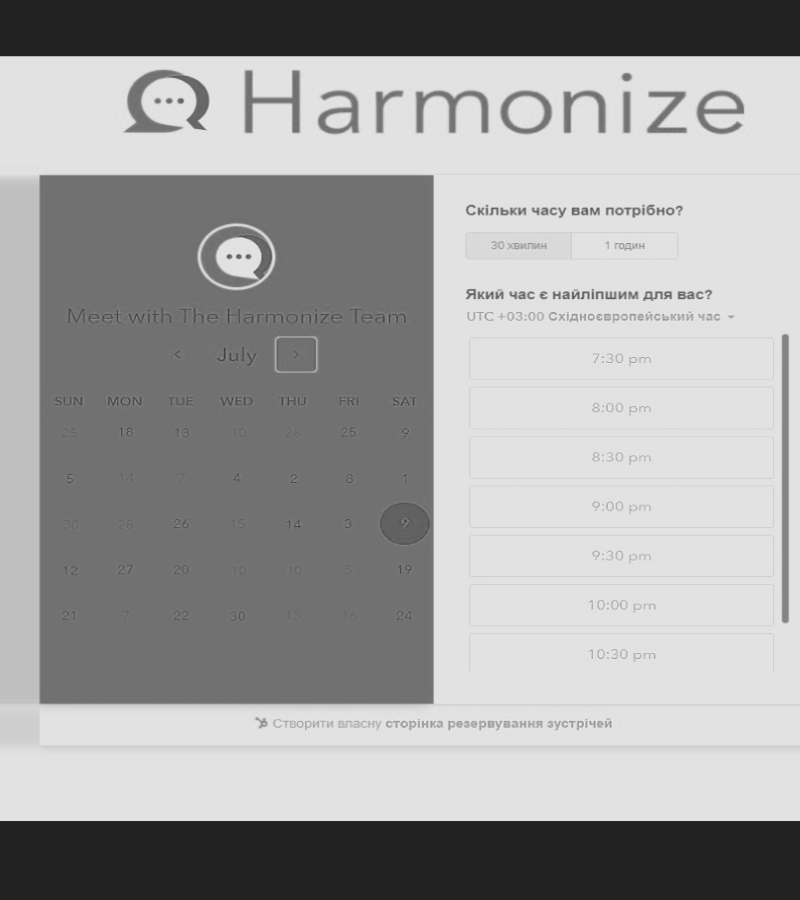 Harmonize
Meet with The Harmonize Team
July
SUN MON TUE WED THU FRI SAT
25 18 13 10 28 25 9
5 14 7 4 2 8 1
30 28 26 15 14 3 9
12 27 20 10 10 5 19
21 7 22 30 13 16 24
Скільки часу вам потрібно?
30 хвилин 1 годин
Який час є найліпшим для вас?
UTC +03:00 Східноєвропейський час
7:30 pm
8:00 pm
8:30 pm
9:00 pm
9:30 pm
10:00 pm
10:30 pm
Створити власну сторінка резервування зустрічей